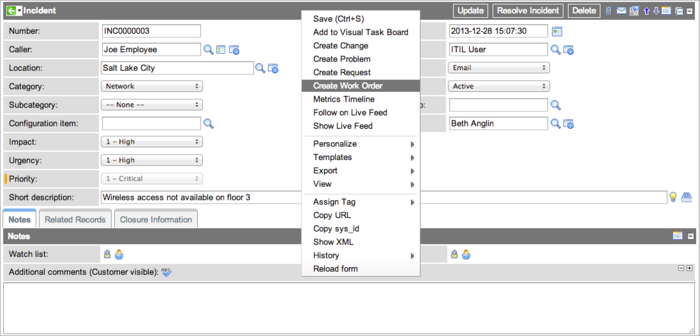 Incident
Update
Resolve Incident
Delete
Number:
INC0000003
2013-12-28 15:07:30
Caller:
Joe Employee
ITIL User
Location:
Salt Lake City
Email
Category:
Network
Active
Subcategory:
-- None --
Configuration item:
Beth Anglin
Impact:
1 - High
Urgency:
1 - High
Priority:
1 - Critical
Short description:
Wireless access not available on floor 3
Save (Ctrl+S)
Add to Visual Task Board
Create Change
Create Problem
Create Request
Create Work Order
Metrics Timeline
Follow on Live Feed
Show Live Feed
Personalize
Templates
Export
View
Assign Tag
Copy URL
Copy sys_id
Show XML
History
Reload form
Notes
Related Records
Closure Information
Notes
Watch list:
Additional comments (Customer visible):